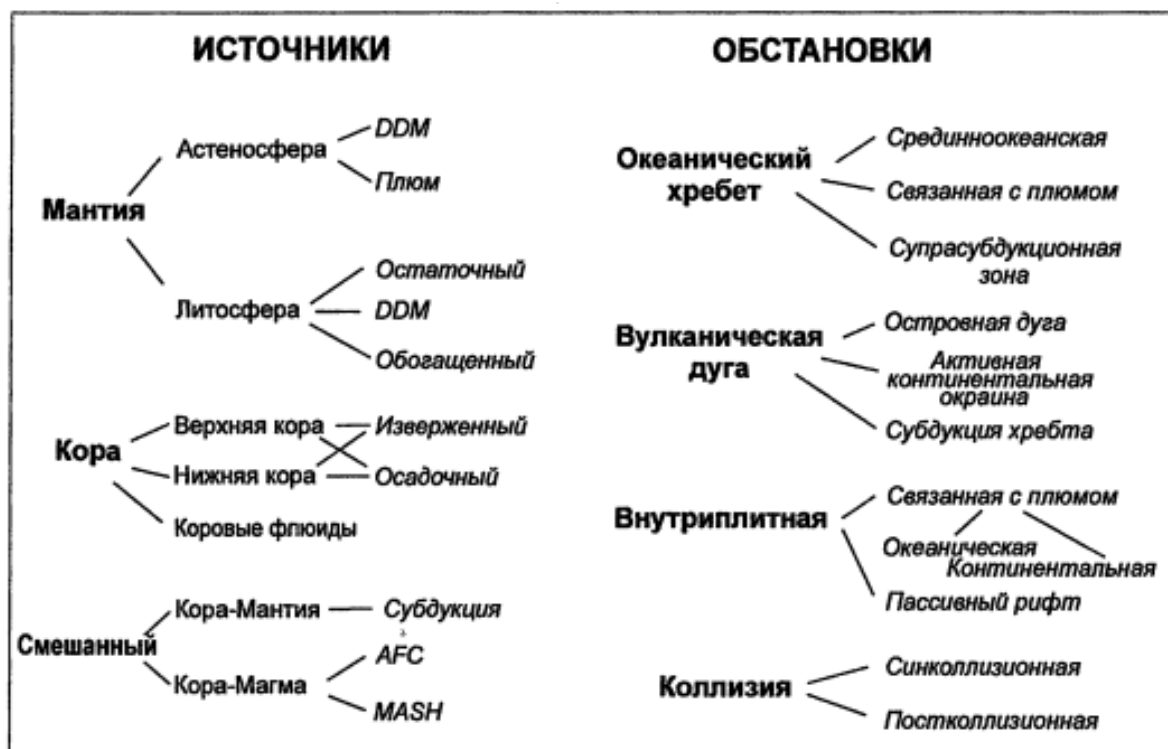 ИСТОЧНИКИ
Мантия
Астеносфера
DDM
Плюм
Литосфера
Остаточный
DDM
Обогащенный
Кора
Верхняя кора
Изверженный
Нижняя кора
Осадочный
Коровые флюиды
Смешанный
Кора-Мантия
Субдукция
Кора-Магма
AFC
MASH
ОБСТАНОВКИ
Океанический
хребет
Срединноокеанская
Связанная с плюмом
Супрасубдукционная
зона
Вулканическая
дуга
Островная дуга
Активная
континентальная
окраина
Субдукция хребта
Внутриплитная
Связанная с плюмом
Океаническая
Континентальная
Пассивный рифт
Коллизия
Синколлизионная
Постколлизионная